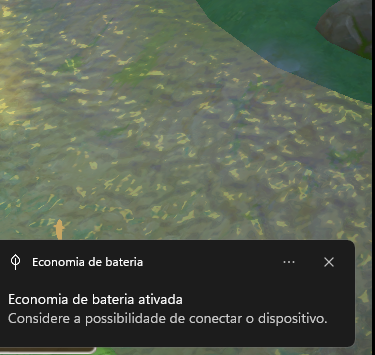 Economia de bateria
Economia de bateria ativada
Considere a possibilidade de conectar o dispositivo.